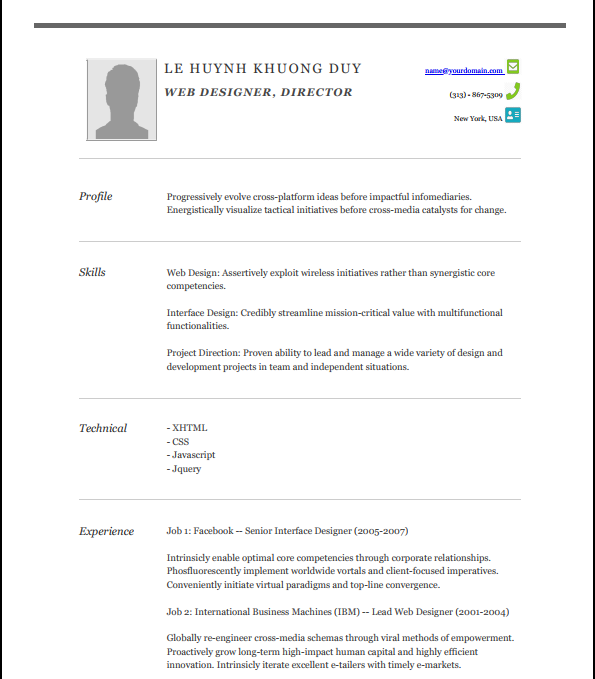 LE HUYNH KHUONG DUY
WEB DESIGNER, DIRECTOR
name@yourdomain.com
(313) - 867-5309
New York, USA
Profile
Progressively evolve cross-platform ideas before impactful infomediaries.
Energistically visualize tactical initiatives before cross-media catalysts for change.
Skills
Web Design: Assertively exploit wireless initiatives rather than synergistic core
competencies.
Interface Design: Credibly streamline mission-critical value with multifunctional
functionalities.
Project Direction: Proven ability to lead and manage a wide variety of design and
development projects in team and independent situations.
Technical
- XHTML
- CSS
- Javascript
- Jquery
Experience
Job 1: Facebook -- Senior Interface Designer (2005-2007)
Intrinsicly enable optimal core competencies through corporate relationships.
Phosfluorescently implement worldwide vortals and client-focused imperatives.
Conveniently initiate virtual paradigms and top-line convergence.
Job 2: International Business Machines (IBM) -- Lead Web Designer (2001-2004)
Globally re-engineer cross-media schemas through viral methods of empowerment.
Proactively grow long-term high-impact human capital and highly efficient
innovation. Intrinsicly iterate excellent e-tailers with timely e-markets.